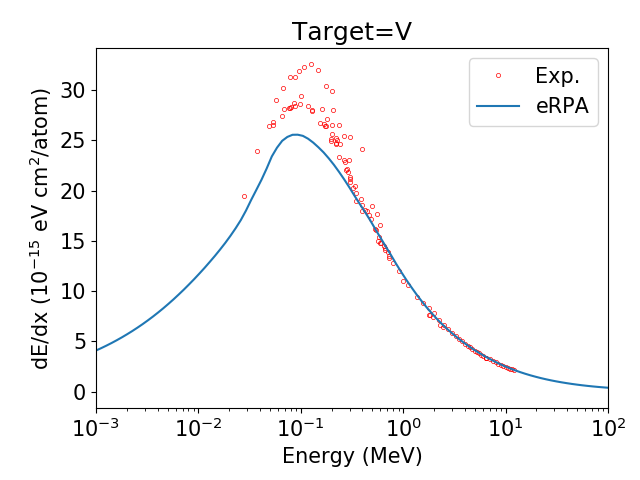 Target=V
Exp.
eRPA
dE/dx (10⁻¹⁵ eV cm²/atom)
30
25
20
15
10
5
0
10⁻³ 10⁻² 10⁻¹ 10⁰ 10¹ 10²
Energy (MeV)